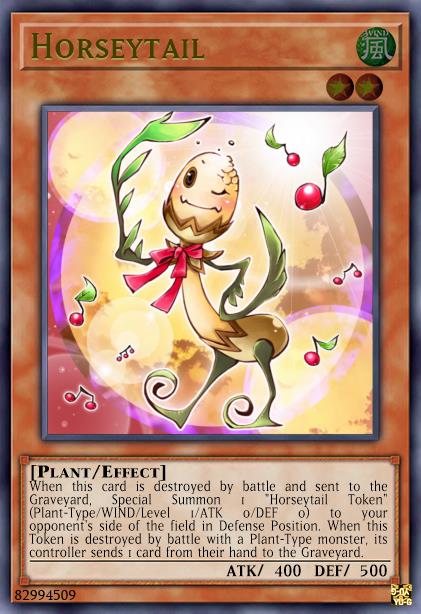 HORSEYTAIL
WIND
風
[PLANT/EFFECT]
When this card is destroyed by battle and sent to the
Graveyard, Special Summon 1 "Horseytail Token"
(Plant-Type/WIND/Level 1/ATK 0/DEF 0) to your
opponent's side of the field in Defense Position. When this
Token is destroyed by battle with a Plant-Type monster, its
controller sends 1 card from their hand to the Graveyard.
ATK/ 400 DEF/ 500
82994509